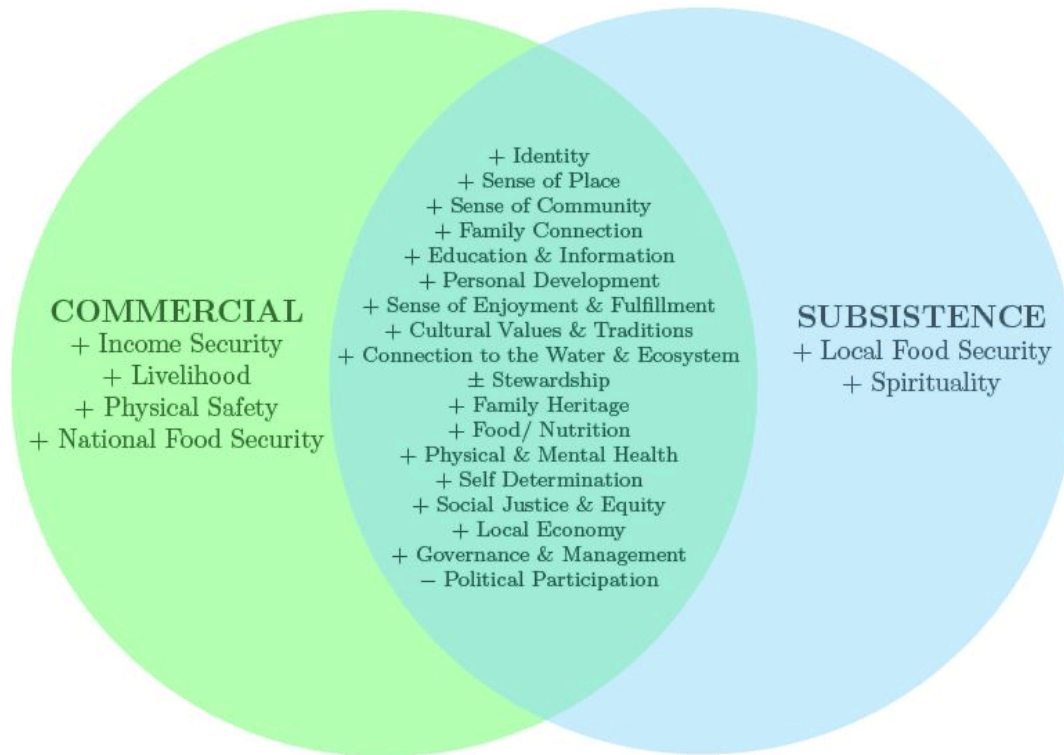 COMMERCIAL
+ Income Security
+ Livelihood
+ Physical Safety
+ National Food Security
+ Identity
+ Sense of Place
+ Sense of Community
+ Family Connection
+ Education & Information
+ Personal Development
+ Sense of Enjoyment & Fulfillment
+ Cultural Values & Traditions
+ Connection to the Water & Ecosystem
± Stewardship
+ Family Heritage
+ Food/ Nutrition
+ Physical & Mental Health
+ Self Determination
+ Social Justice & Equity
+ Local Economy
+ Governance & Management
− Political Participation
SUBSISTENCE
+ Local Food Security
+ Spirituality